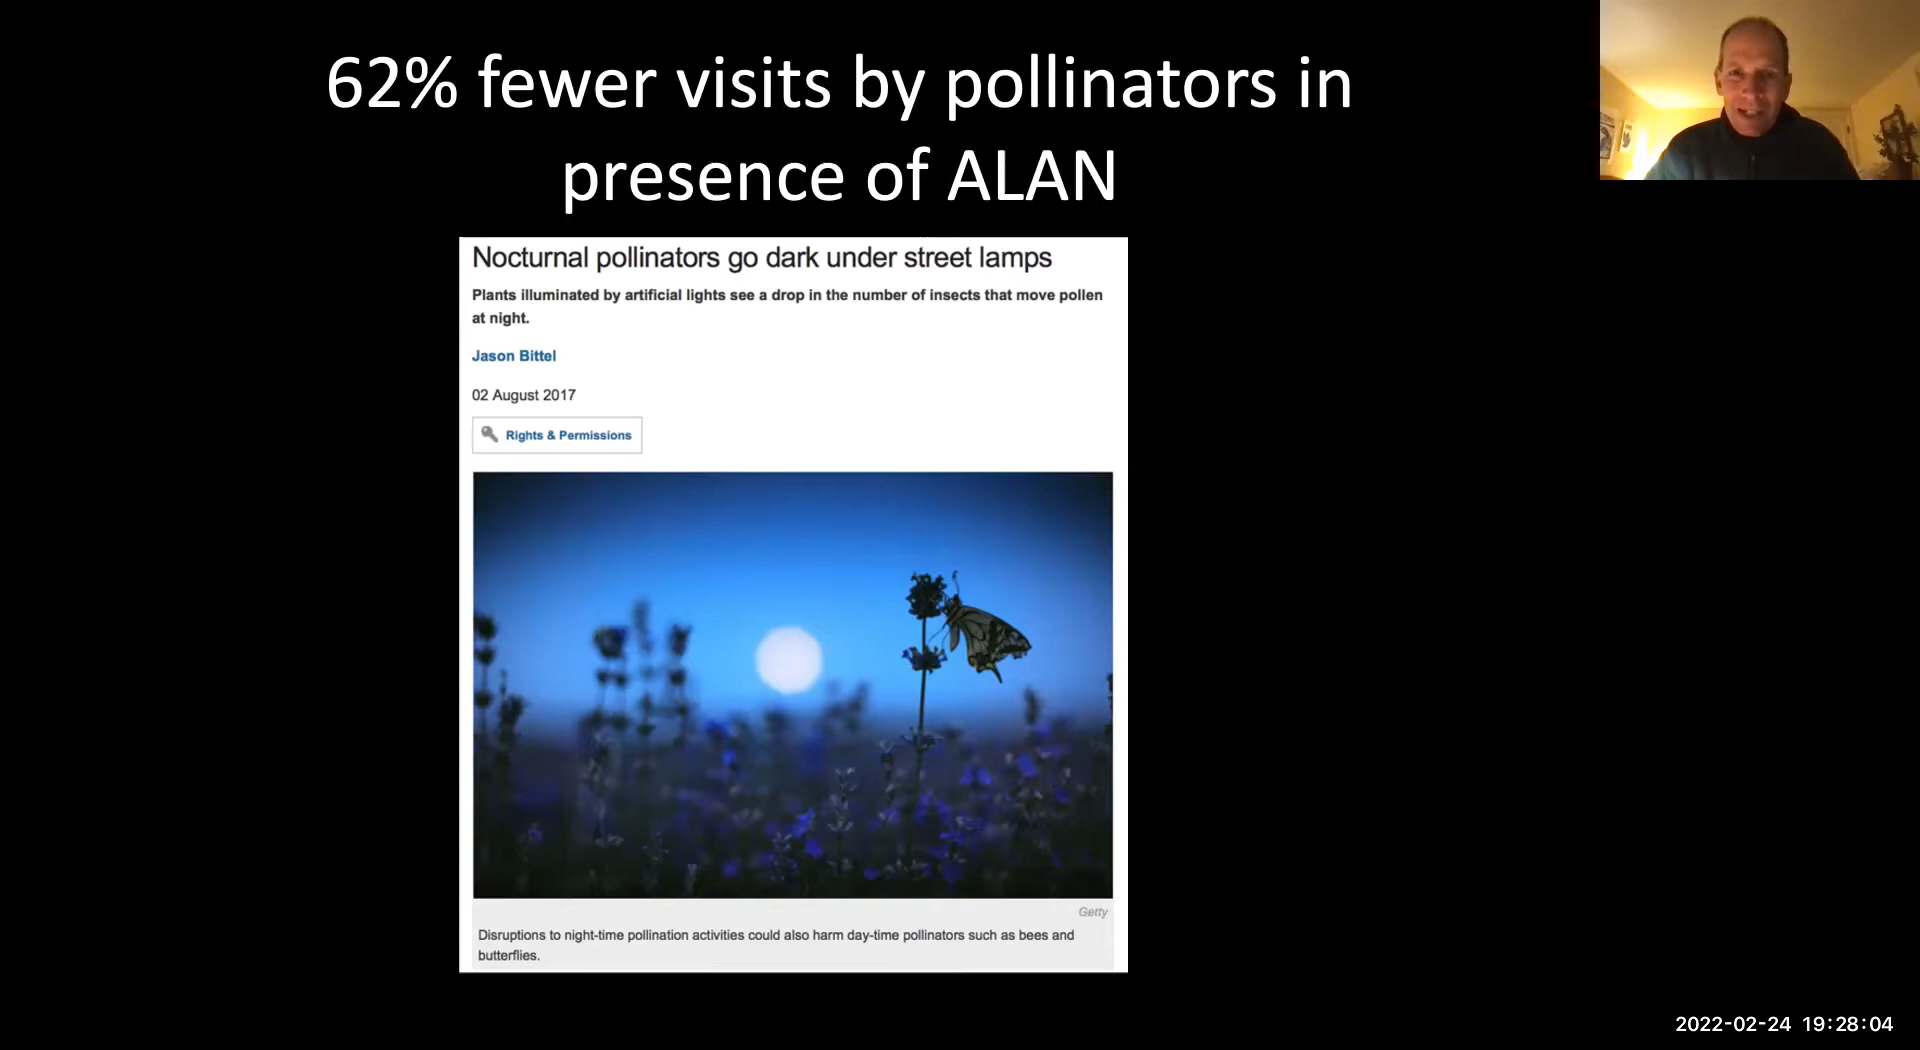 62% fewer visits by pollinators in
presence of ALAN
Nocturnal pollinators go dark under street lamps
Plants illuminated by artificial lights see a drop in the number of insects that move pollen
at night.
Jason Bittel
02 August 2017
Rights & Permissions
Getty
Disruptions to night-time pollination activities could also harm day-time pollinators such as bees and
butterflies.
2022-02-24 19:28:04